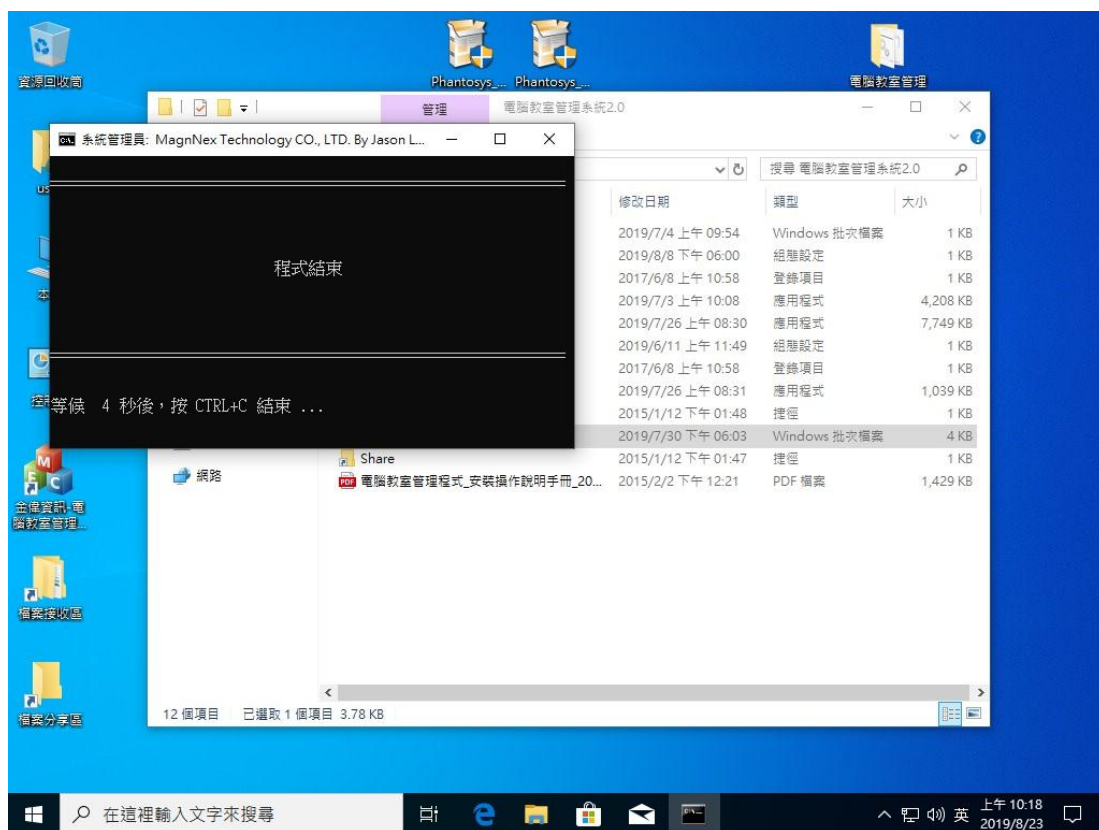 資源回收筒
Phantosys_...
Phantosys_...
電腦教室管理
管理
電腦教室管理系統2.0
系統管理員: MagnNex Technology CO., LTD. By Jason L...
搜尋 電腦教室管理系統2.0
修改日期 類型 大小
程式結束
等候 4 秒後，按 CTRL+C 結束 ...
2019/7/4 上午 09:54 Windows 批次檔案 1 KB
2019/8/8 下午 06:00 組態設定 1 KB
2017/6/8 上午 10:58 登錄項目 1 KB
2019/7/3 上午 10:08 應用程式 4,208 KB
2019/7/26 上午 08:30 應用程式 7,749 KB
2019/6/11 上午 11:49 組態設定 1 KB
2017/6/8 上午 10:58 登錄項目 1 KB
2019/7/26 上午 08:31 應用程式 1,039 KB
2015/1/12 下午 01:48 捷徑 1 KB
2019/7/30 下午 06:03 Windows 批次檔案 4 KB
Share 2015/1/12 下午 01:47 捷徑 1 KB
網路
電腦教室管理程式_安裝操作說明手冊_20... 2015/2/2 下午 12:21 PDF 檔案 1,429 KB
金偉資訊-電
腦教室管理...
檔案接收區
檔案分享區
12 個項目 已選取 1 個項目 3.78 KB
在這裡輸入文字來搜尋
英
上午 10:18
2019/8/23